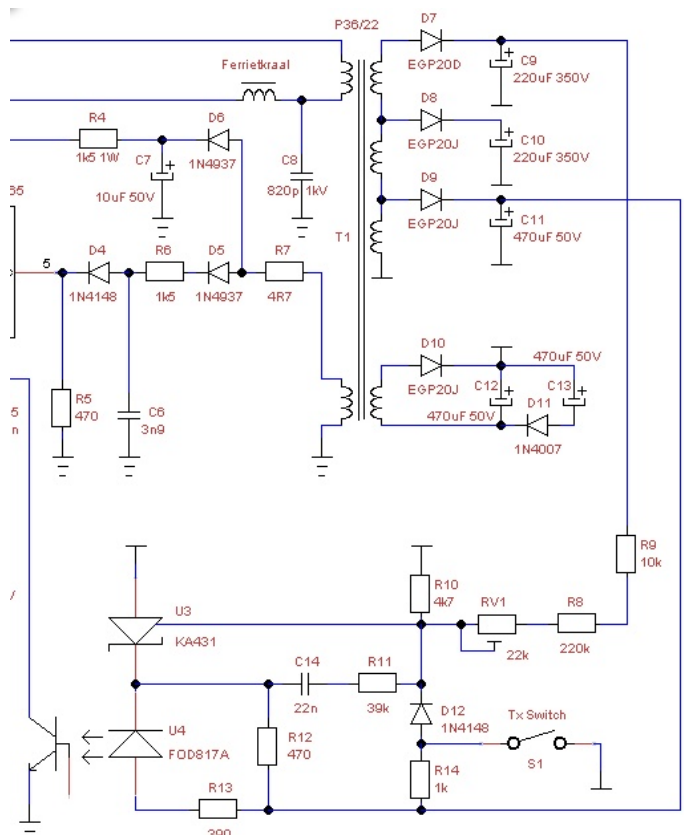 P36/22
D7
EGP20D
C9
220uF 350V
Ferrietkraal
D8
EGP20J
C10
220uF 350V
R4
1k5 1W
D6
1N4937
C7
10uF 50V
C8
820p 1kV
D9
EGP20J
C11
470uF 50V
T1
65
5
D4
1N4148
R6
1k5
D5
1N4937
R7
4R7
D10
EGP20J
470uF 50V
C12
C13
470uF 50V
D11
1N4007
R5
470
C6
3n9
5
n
R9
10k
R10
4k7
RV1
22k
R8
220k
U3
KA431
C14
22n
R11
39k
D12
1N4148
Tx Switch
S1
U4
FOD817A
R12
470
R14
1k
R13